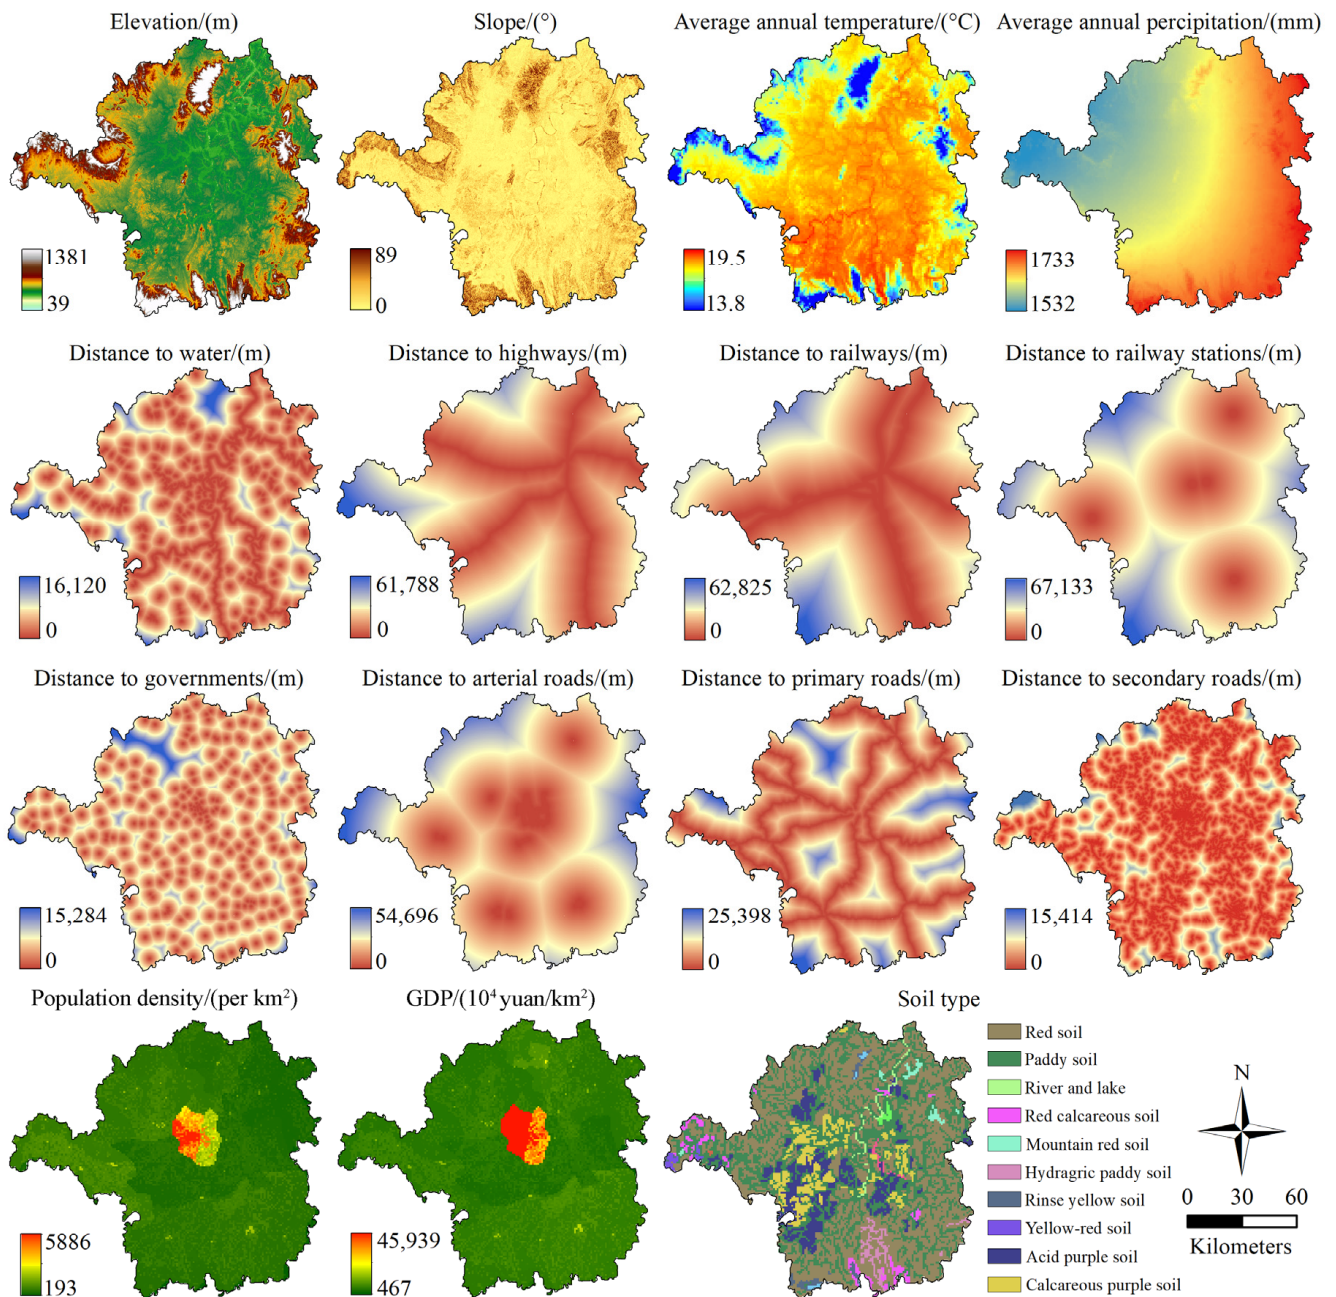 Elevation/(m)
Slope/(°)
Average annual temperature/(°C)
Average annual percipitation/(mm)
1381
39
89
0
19.5
13.8
1733
1532
Distance to water/(m)
Distance to highways/(m)
Distance to railways/(m)
Distance to railway stations/(m)
16,120
0
61,788
0
62,825
0
67,133
0
Distance to governments/(m)
Distance to arterial roads/(m)
Distance to primary roads/(m)
Distance to secondary roads/(m)
15,284
0
54,696
0
25,398
0
15,414
0
Population density/(per km²)
GDP/(10⁴ yuan/km²)
Soil type
5886
193
45,939
467
Red soil
Paddy soil
River and lake
Red calcareous soil
Mountain red soil
Hydragric paddy soil
Rinse yellow soil
Yellow-red soil
Acid purple soil
Calcareous purple soil
N
0 30 60
Kilometers